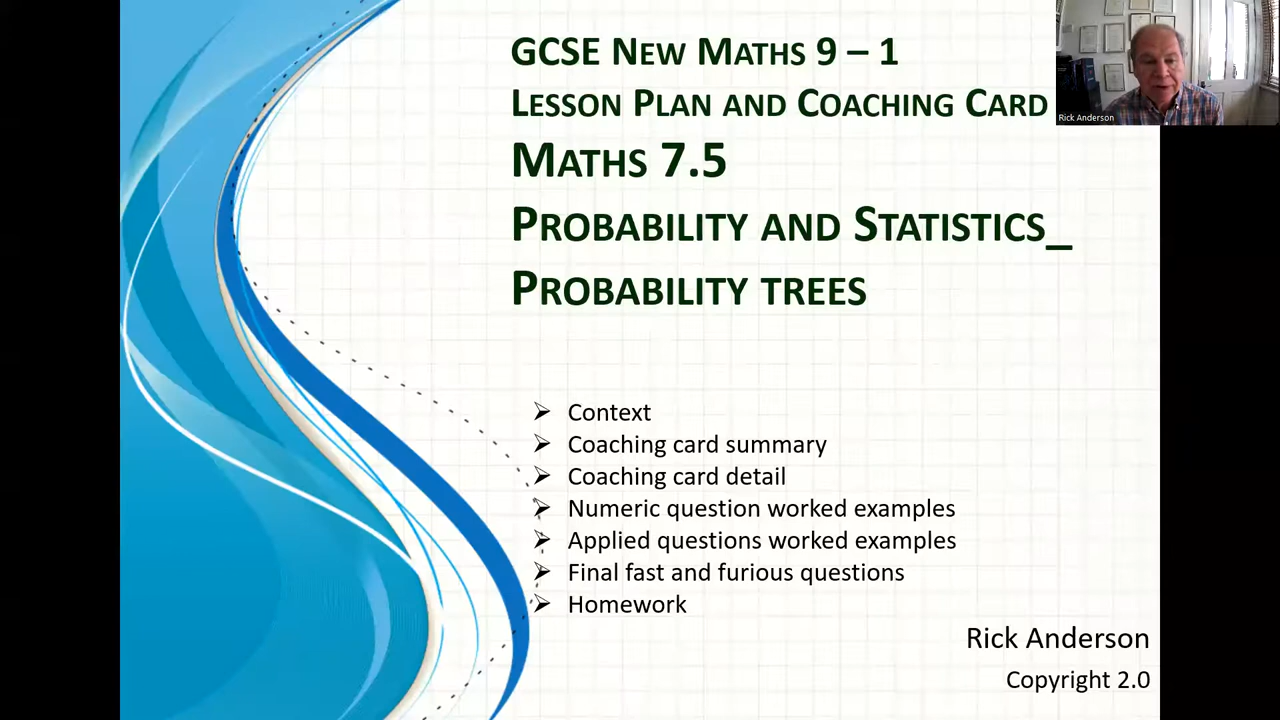 GCSE New Maths 9 – 1
Lesson Plan and Coaching Card
Maths 7.5
Probability and Statistics_
Probability trees
Rick Anderson
➢ Context
➢ Coaching card summary
➢ Coaching card detail
➢ Numeric question worked examples
➢ Applied questions worked examples
➢ Final fast and furious questions
➢ Homework
Rick Anderson
Copyright 2.0